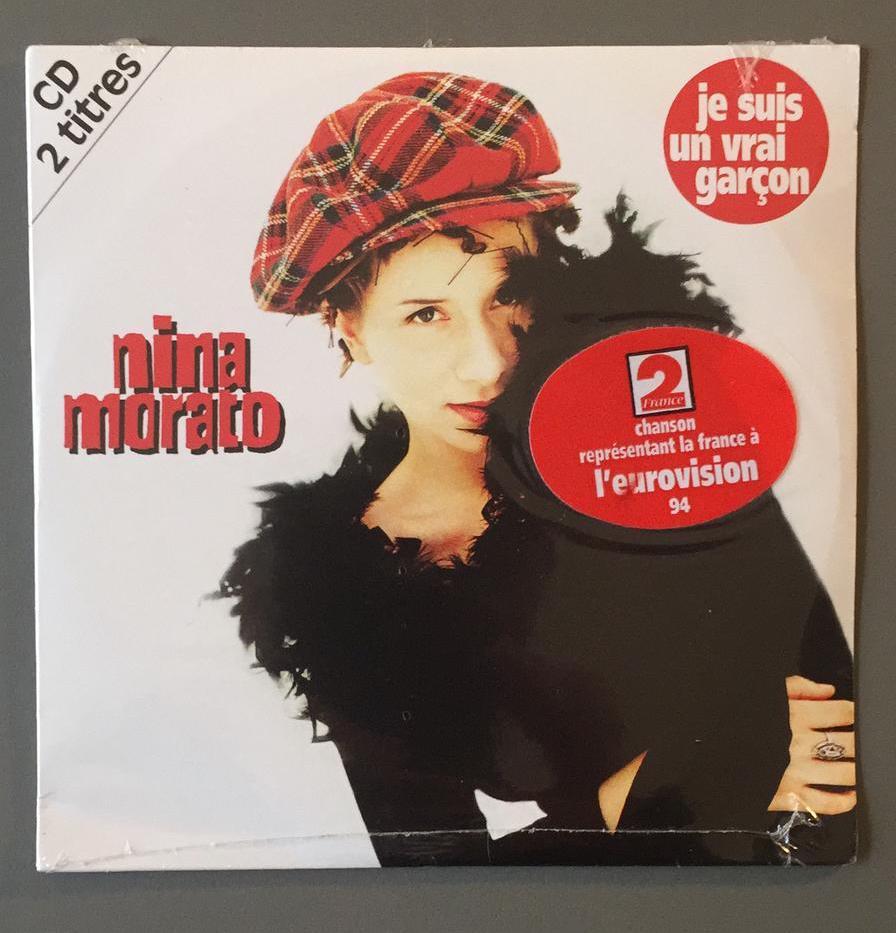 CD
2 titres
je suis
un vrai
garçon
nina
morato
2
France
chanson
représentant la france à
l'eurovision
94